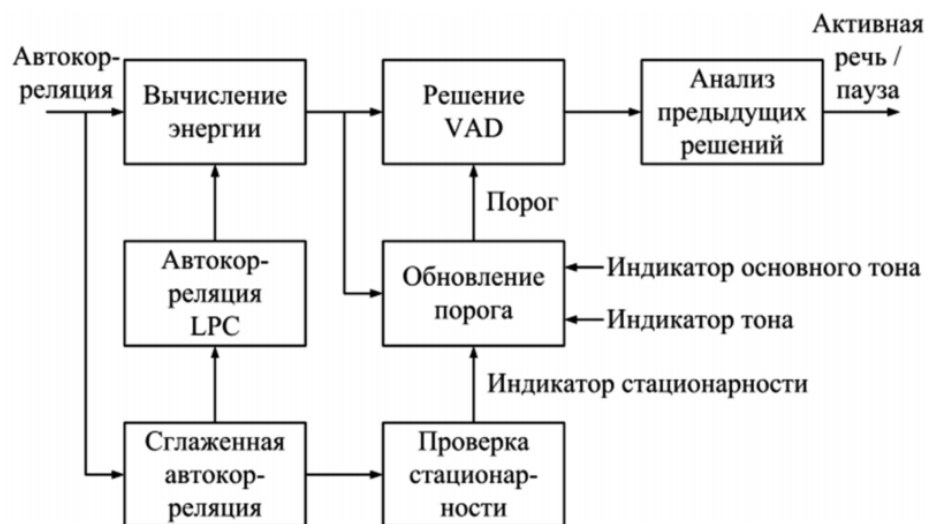 Автокор-
реляция
Вычисление
энергии
Решение
VAD
Анализ
предыдущих
решений
Активная
речь /
пауза
Порог
Автокор-
реляция
LPC
Обновление
порога
Индикатор основного тона
Индикатор тона
Индикатор стационарности
Сглаженная
автокор-
реляция
Проверка
стационар-
ности